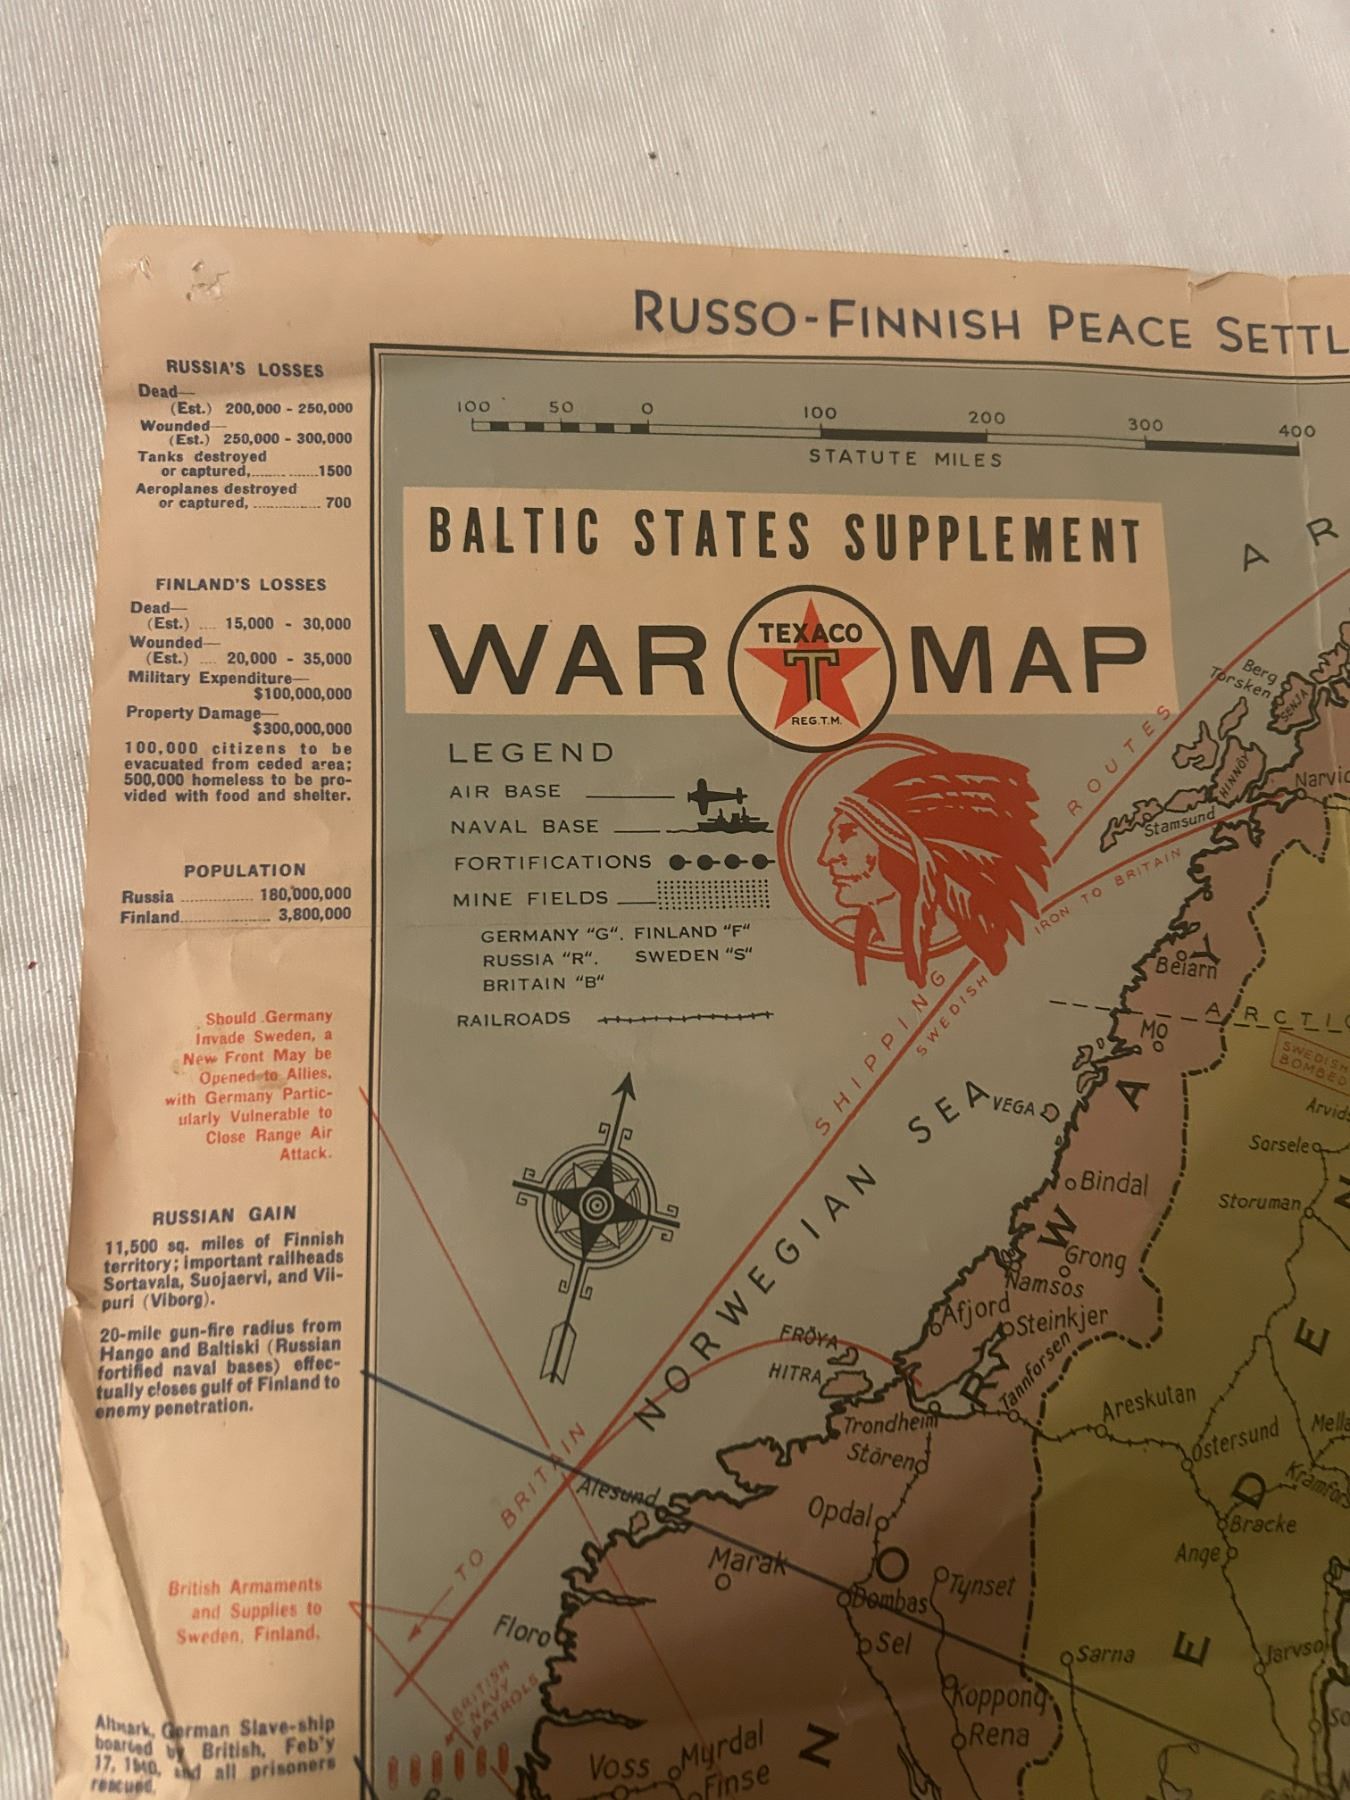 RUSSO-FINNISH PEACE SETTL
RUSSIA'S LOSSES
Dead—
(Est.) 200,000 - 250,000
Wounded—
(Est.) 250,000 - 300,000
Tanks destroyed
or captured, ........ 1500
Aeroplanes destroyed
or captured, ........ 700
FINLAND'S LOSSES
Dead—
(Est.) .... 15,000 - 30,000
Wounded—
(Est.) .... 20,000 - 35,000
Military Expenditure—
$100,000,000
Property Damage—
$300,000,000
100,000 citizens to be
evacuated from ceded area;
500,000 homeless to be pro-
vided with food and shelter.
POPULATION
Russia ........ 180,000,000
Finland ........ 3,800,000
Should Germany
Invade Sweden, a
New Front May be
Opened to Allies,
with Germany Partic-
ularly Vulnerable to
Close Range Air
Attack.
RUSSIAN GAIN
11,500 sq. miles of Finnish
territory; important railheads
Sortavala, Suojaervi, and Vii-
puri (Viborg).
20-mile gun-fire radius from
Hango and Baltiski (Russian
fortified naval bases) effec-
tually closes gulf of Finland to
enemy penetration.
British Armaments
and Supplies to
Sweden, Finland.
Altmark, German Slave-ship
boarted by British, Feb'y
17, 1940, and all prisoners
rescued.
100 50 0 100 200 300 400
STATUTE MILES
BALTIC STATES SUPPLEMENT
WAR TEXACO T REG.T.M. MAP
LEGEND
AIR BASE
NAVAL BASE
FORTIFICATIONS
MINE FIELDS
GERMANY "G". FINLAND "F"
RUSSIA "R". SWEDEN "S"
BRITAIN "B"
RAILROADS
A R
Berg
Torsken
SENJA
HINNÖY
Narvi
Stamsund
SHIPPING ROUTES
SWEDISH IRON TO BRITAIN
Beiarn
ARCTI
Mo
SWEDISH
BOMBED
NORWEGIAN SEA
VEGA
Arvid
Sorsele
Bindal
Storuman
Grong
Namsos
Afjord
Steinkjer
FRÖYA
HITRA
Tannforsen
Areskutan
Trondheim
Mella
Stören
Ostersund
Kramfors
TO BRITAIN
Alesund
Opdal
Bracke
Marak
Ange
Tynset
Dombas
Floro
Sel
Sarna
Jarvso
BRITISH
NAVY
PATROLS
Koppong
Rena
Voss
Myrdal
Finse
N O R W A Y
E D E N